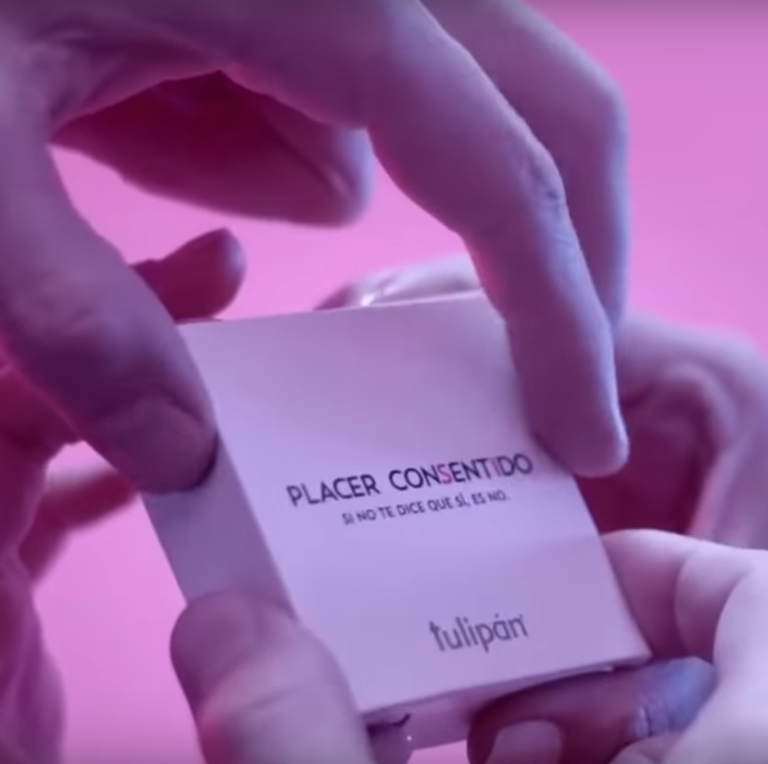 PLACER CONSENTIDO
SI NO TE DICE QUE SÍ, ES NO.
tulipán